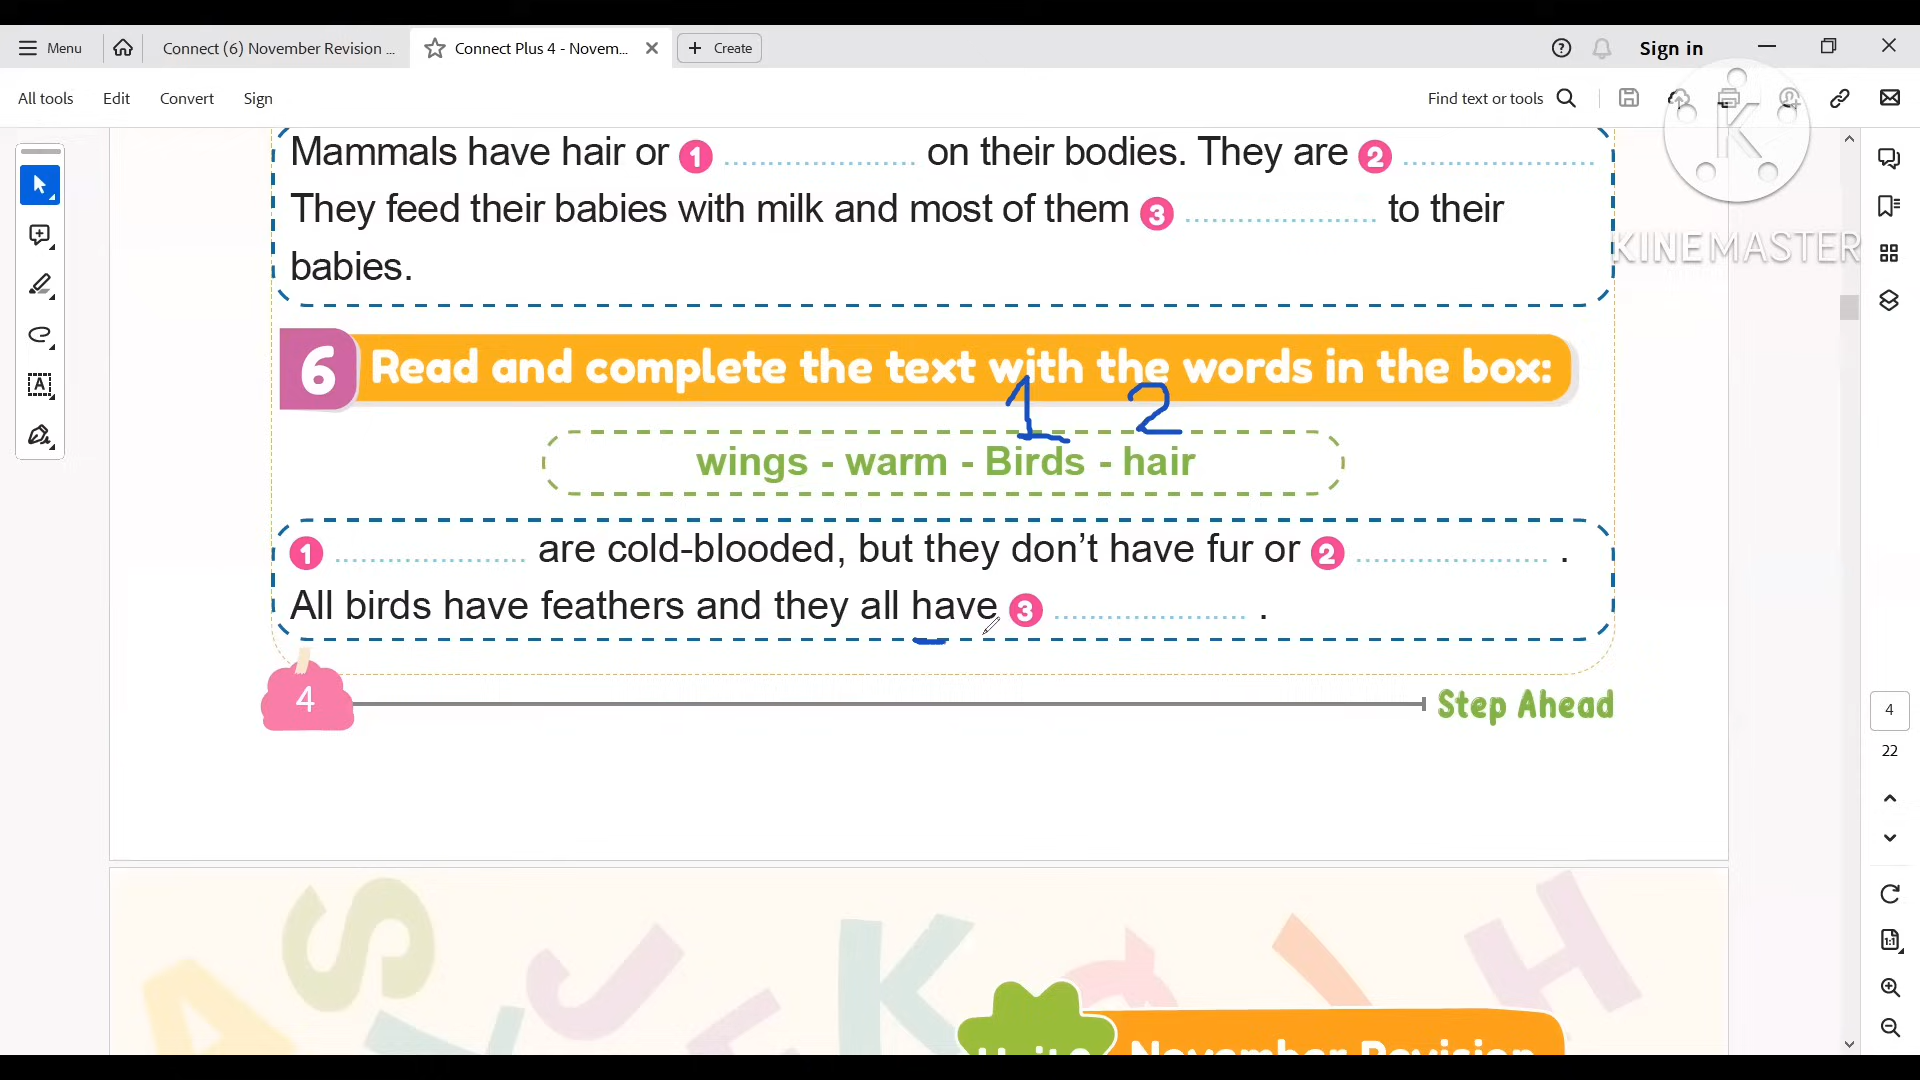 Menu
Connect (6) November Revision ...
Connect Plus 4 - Novem...
Create
Sign in
All tools
Edit
Convert
Sign
Find text or tools
K
KINEMASTER
Mammals have hair or 1 .................... on their bodies. They are 2 ....................
They feed their babies with milk and most of them 3 .................... to their
babies.
6 Read and complete the text with the words in the box:
1 2
wings - warm - Birds - hair
1 .................... are cold-blooded, but they don't have fur or 2 .................... .
All birds have feathers and they all have 3 .................... .
4
Step Ahead
4
22
S J K H
A
November Revision